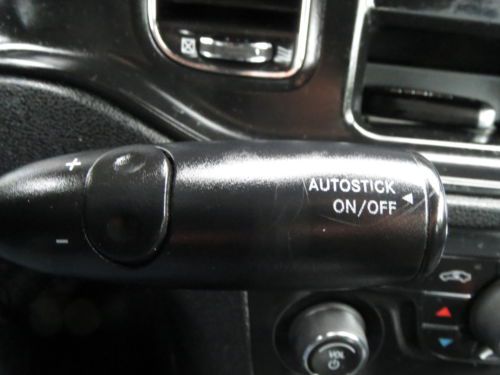 +
AUTOSTICK
ON/OFF
-
VOL